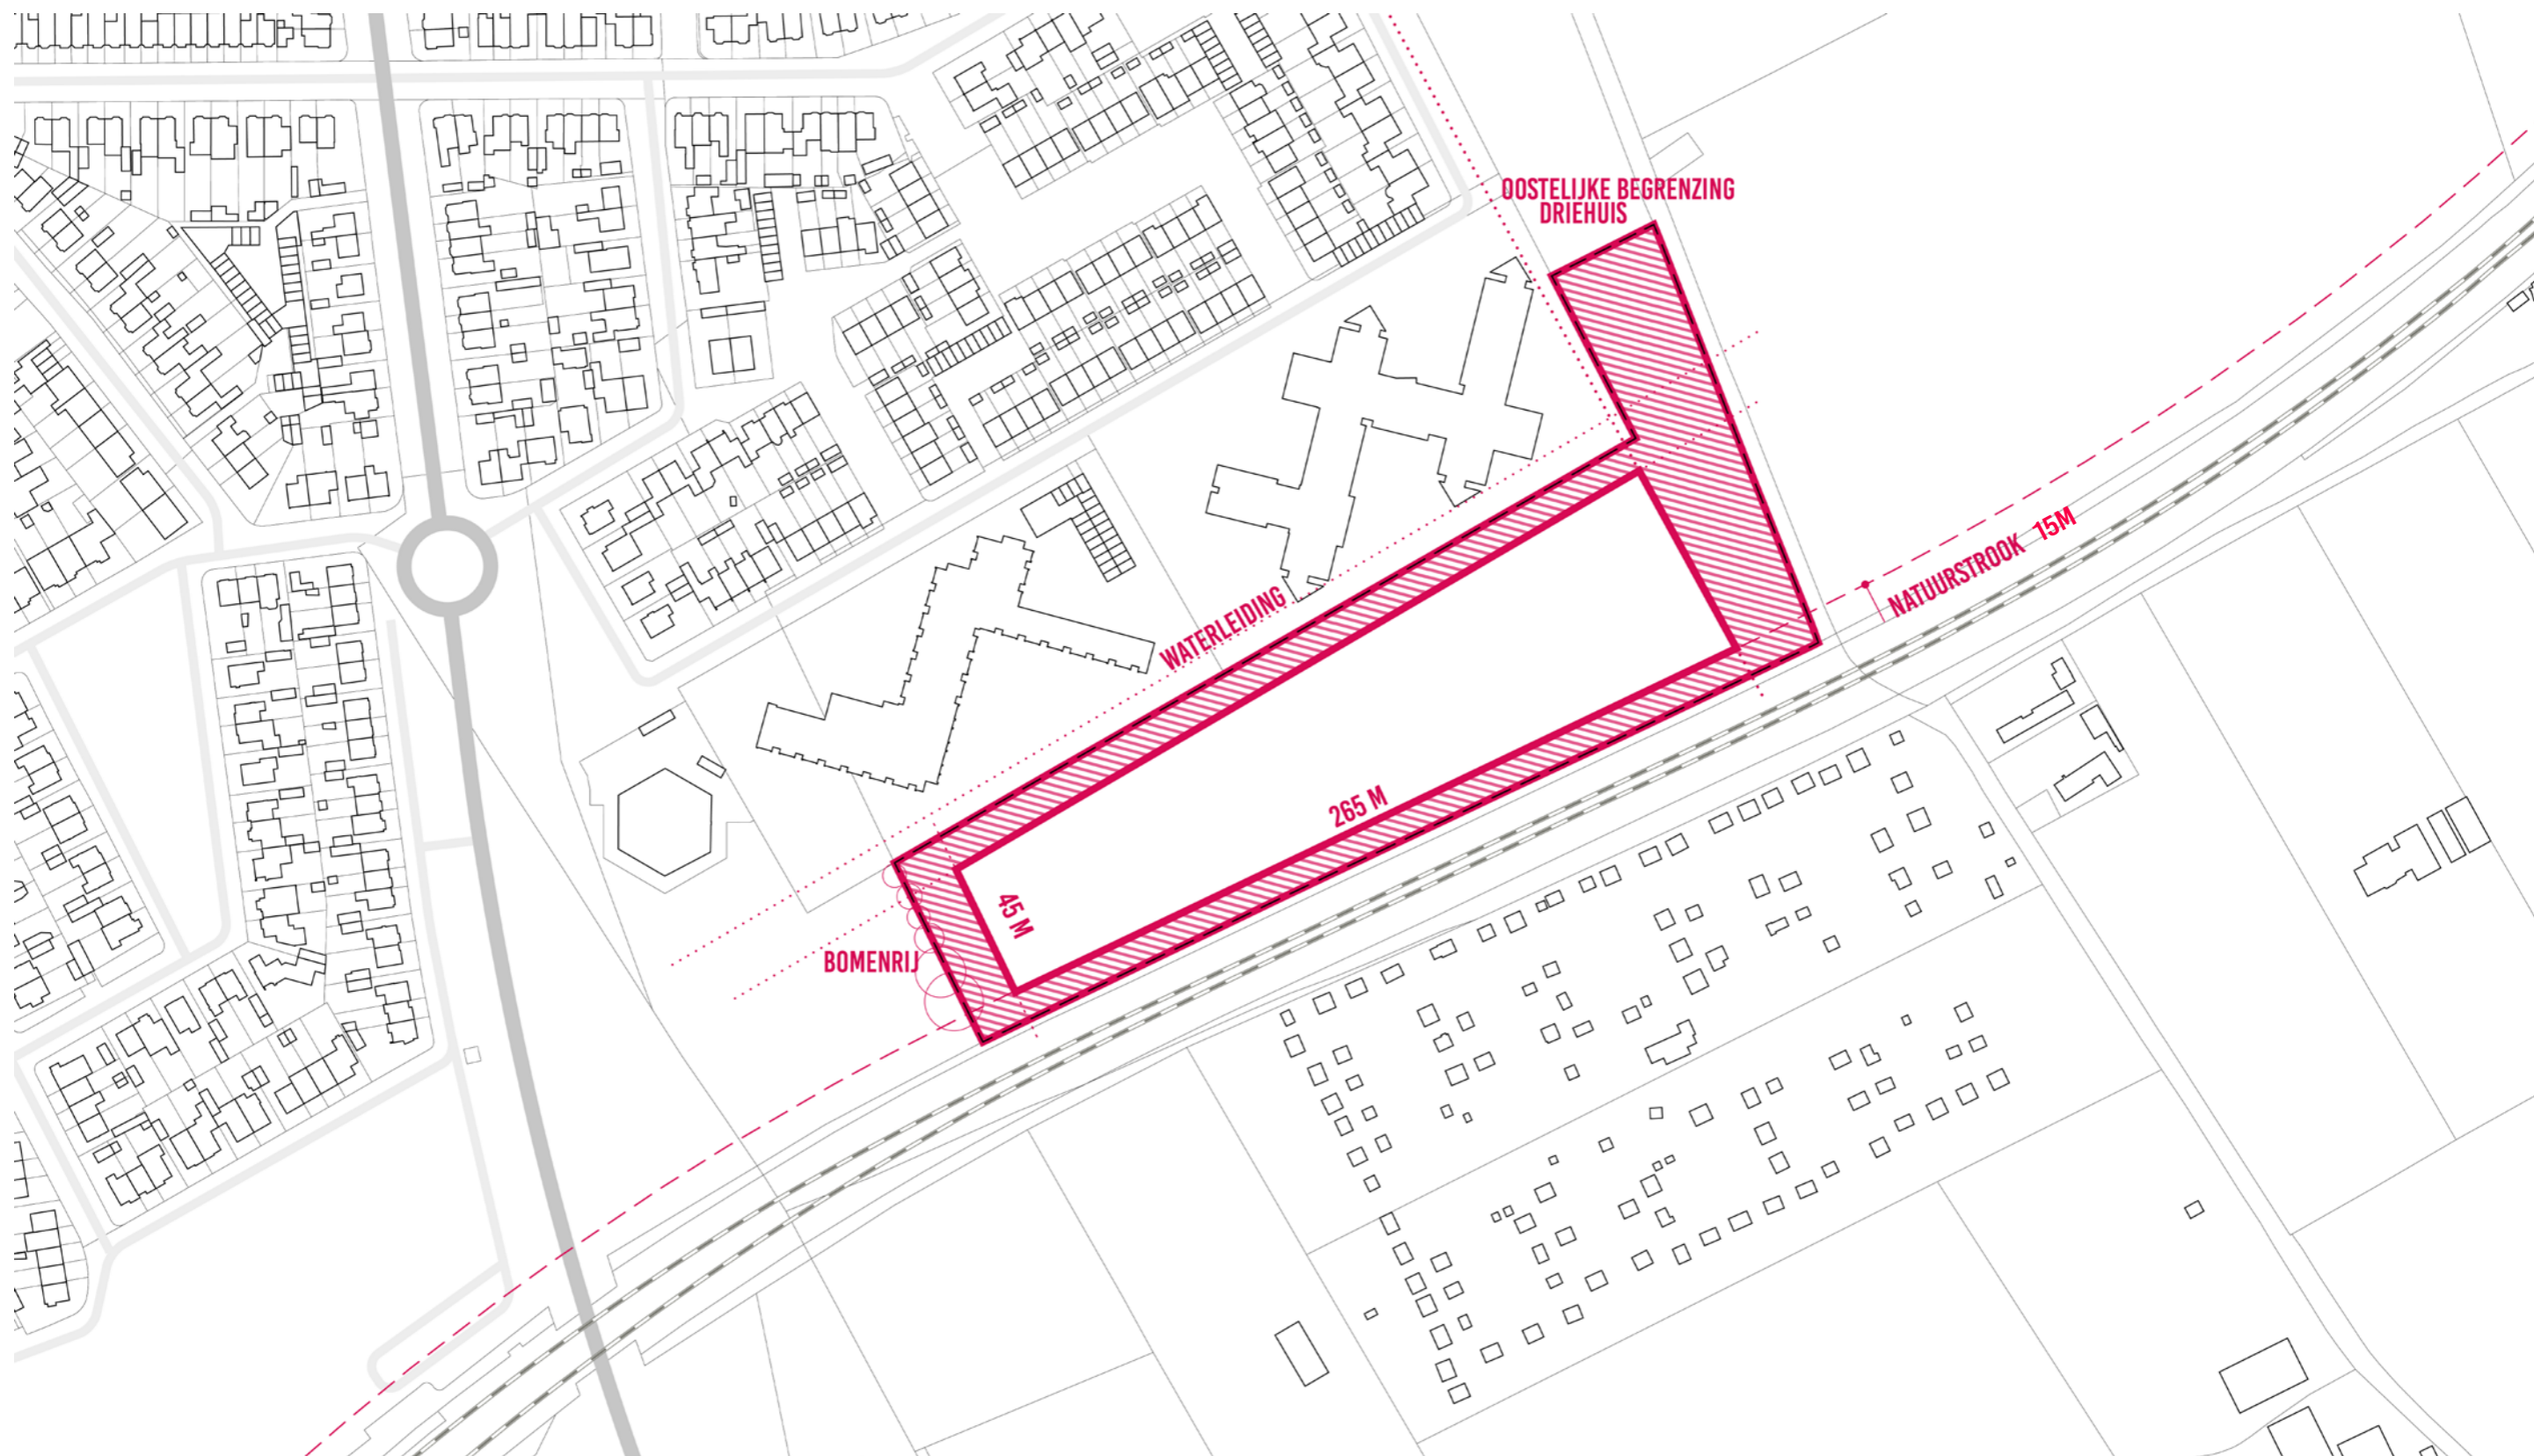 OOSTELIJKE BEGRENZING
DRIEHUIS
NATUURSTROOK 15M
WATERLEIDING
265 M
45 M
BOMENRIJ